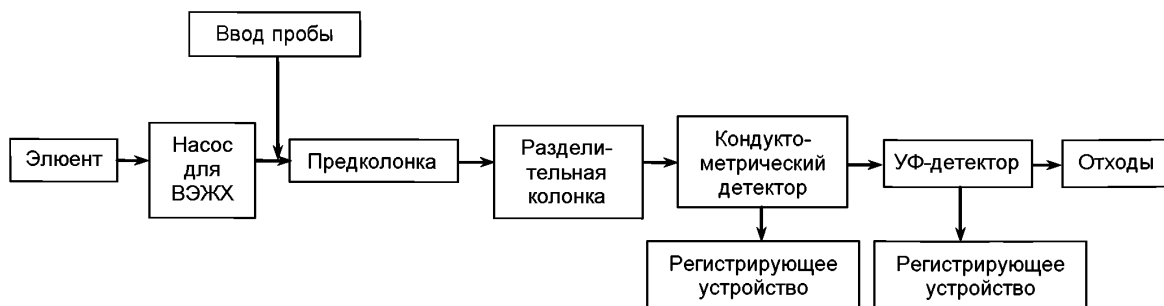 Ввод пробы
Элюент
Насос
для
ВЭЖХ
Предколонка
Раздели-
тельная
колонка
Кондукто-
метрический
детектор
УФ-детектор
Отходы
Регистрирующее
устройство
Регистрирующее
устройство